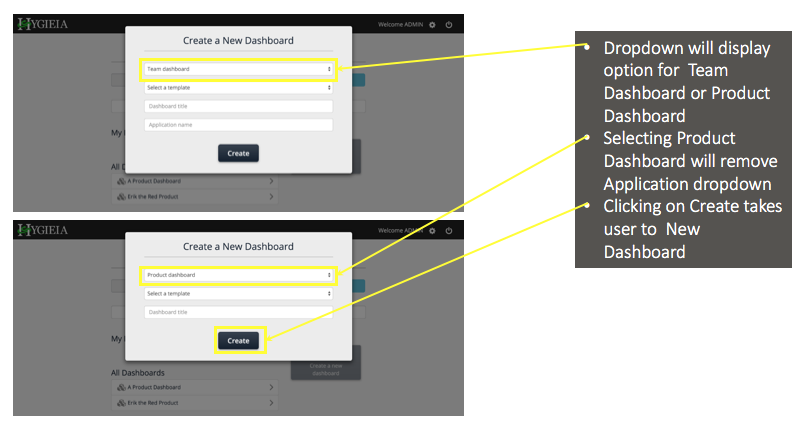 HYGIEIA
Welcome ADMIN
Create a New Dashboard
Team dashboard
Select a template
Dashboard title
Application name
Create
My
All D
A Product Dashboard
Erik the Red Product
HYGIEIA
Welcome ADMIN
Create a New Dashboard
Product dashboard
Select a template
Dashboard title
Create
My
Create a new
dashboard
All Dashboards
A Product Dashboard
Erik the Red Product
• Dropdown will display
option for Team
Dashboard or Product
Dashboard
• Selecting Product
Dashboard will remove
Application dropdown
• Clicking on Create takes
user to New
Dashboard